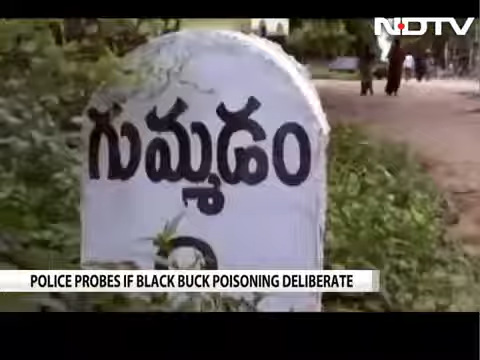 NDTV
గుమ్మడం
POLICE PROBES IF BLACK BUCK POISONING DELIBERATE